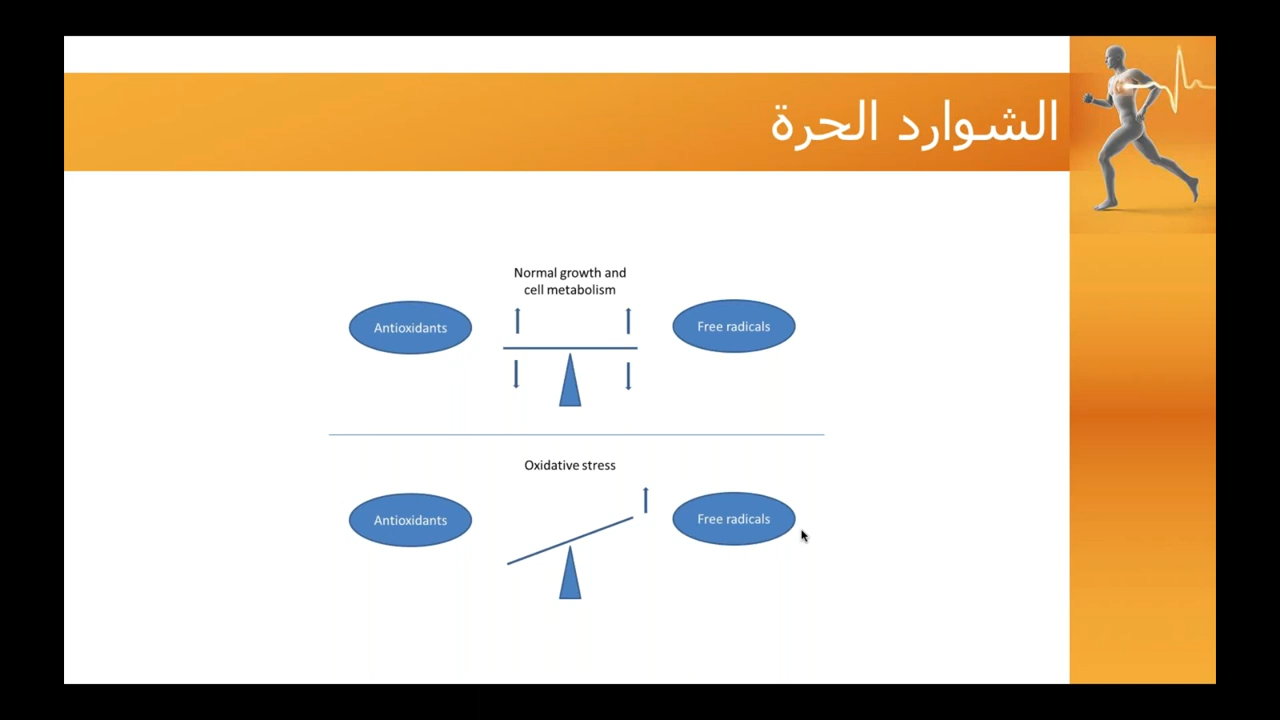 الشوارد الحرة
Normal growth and
cell metabolism
Antioxidants
Free radicals
Oxidative stress
Antioxidants
Free radicals